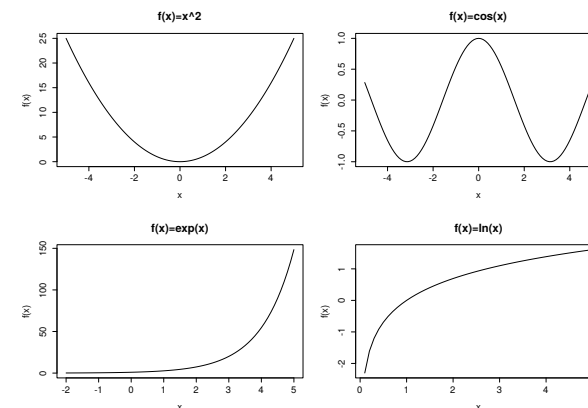 f(x)=x^2
25
20
15
10
5
0
f(x)
-4 -2 0 2 4
x
f(x)=cos(x)
1.0
0.5
0.0
-0.5
-1.0
f(x)
-4 -2 0 2 4
x
f(x)=exp(x)
150
100
50
0
f(x)
-2 -1 0 1 2 3 4 5
x
f(x)=ln(x)
1
0
-1
-2
f(x)
0 1 2 3 4
x